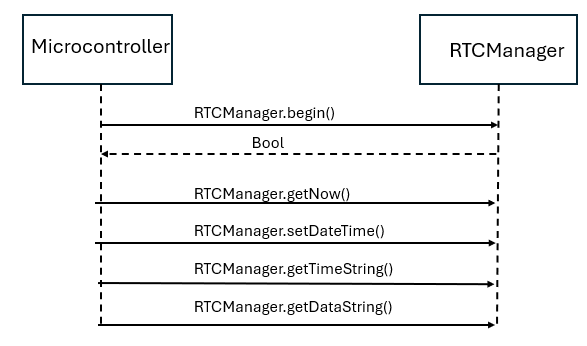 Microcontroller
RTCManager
RTCManager.begin()
Bool
RTCManager.getNow()
RTCManager.setDateTime()
RTCManager.getTimeString()
RTCManager.getDataString()